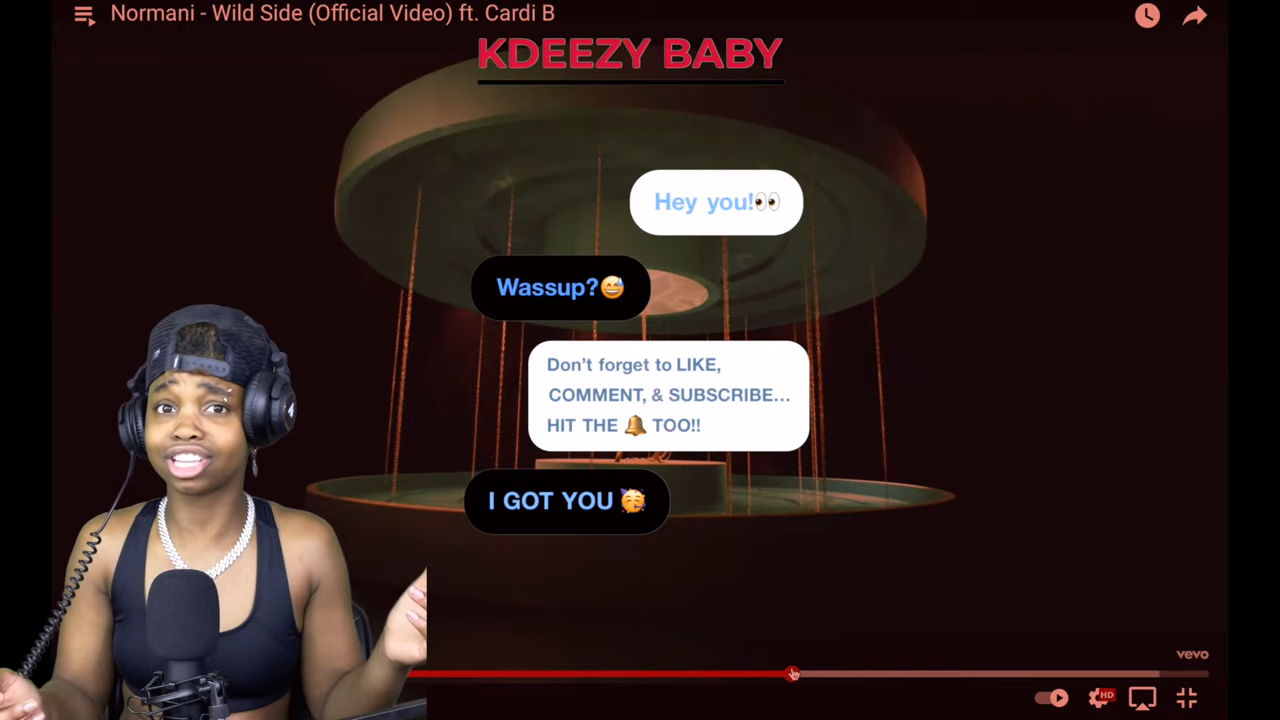 Normani - Wild Side (Official Video) ft. Cardi B
KDEEZY BABY
Hey you!👀
Wassup?😅
Don't forget to LIKE,
COMMENT, & SUBSCRIBE...
HIT THE 🔔 TOO!!
I GOT YOU 🥳
vevo
HD